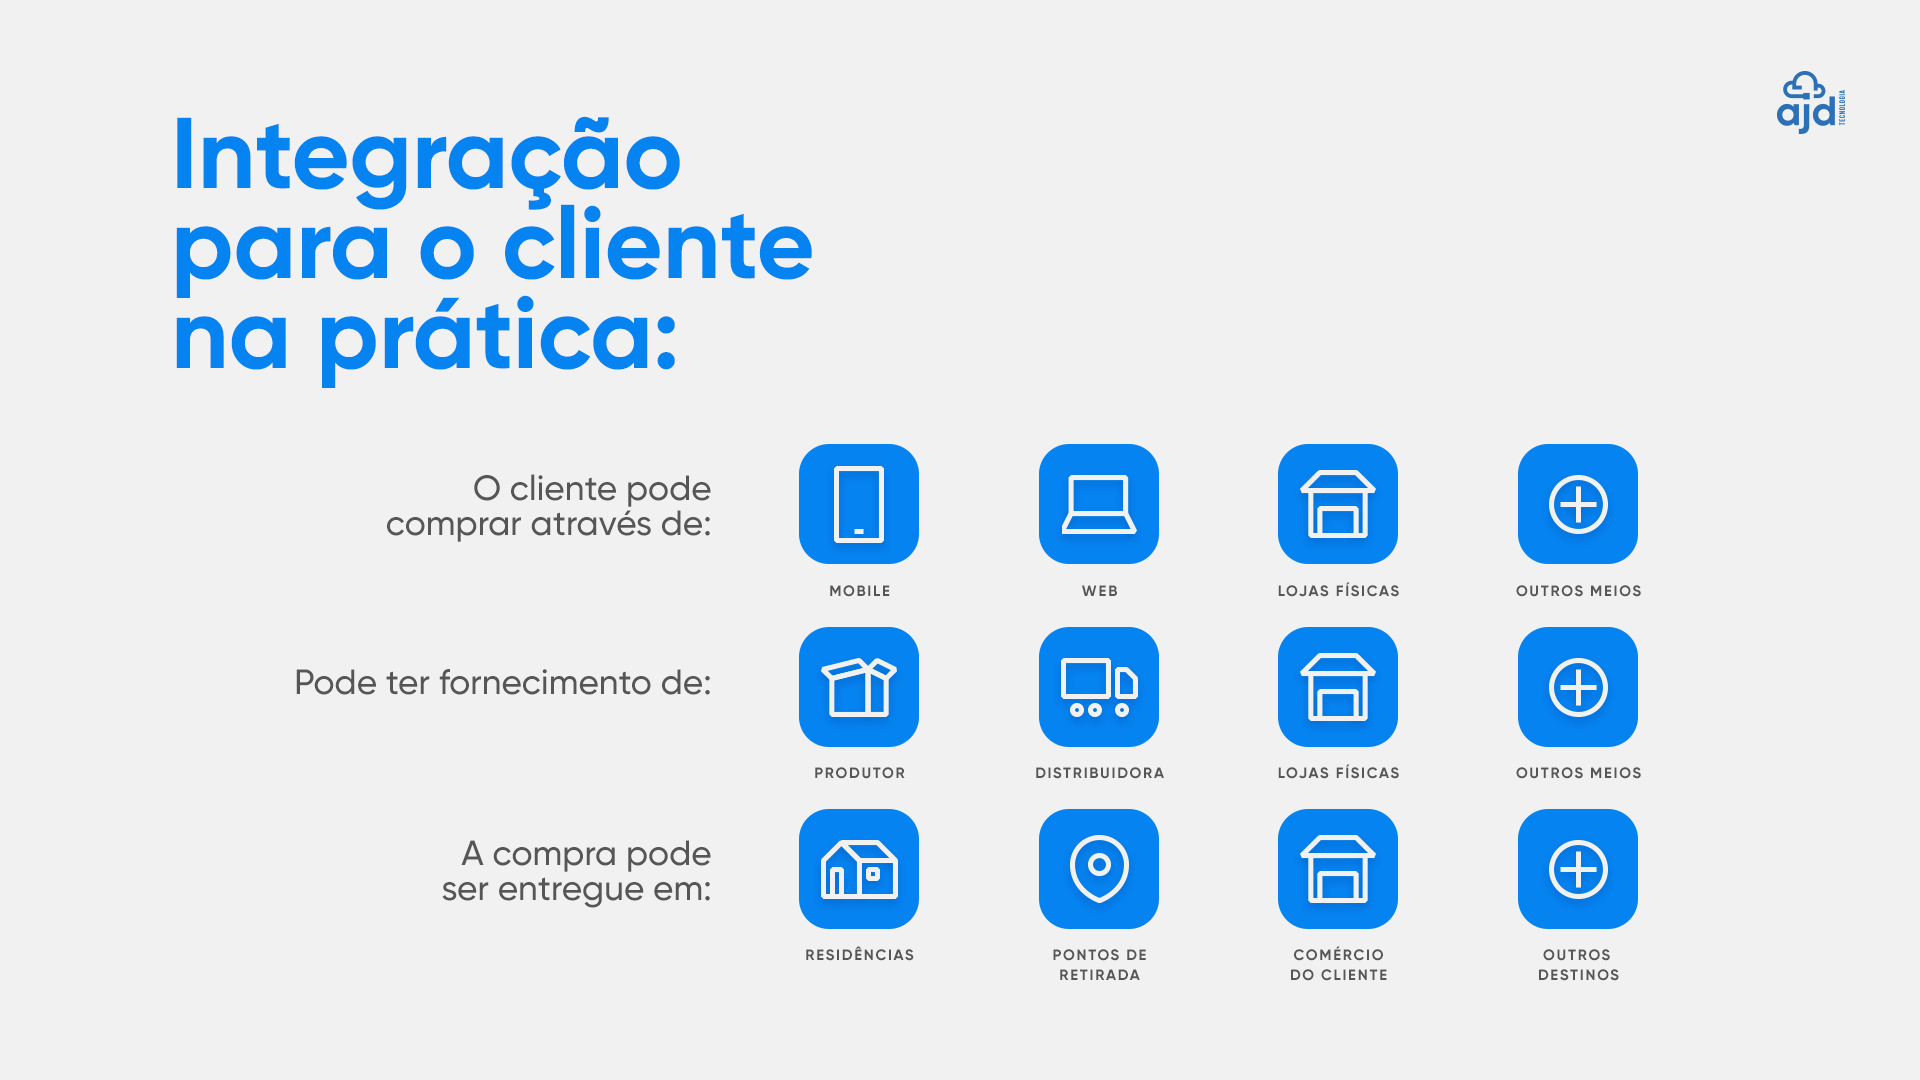 ajd
TECNOLOGIA
Integração
para o cliente
na prática:
O cliente pode
comprar através de:
MOBILE
WEB
LOJAS FÍSICAS
OUTROS MEIOS
Pode ter fornecimento de:
PRODUTOR
DISTRIBUIDORA
LOJAS FÍSICAS
OUTROS MEIOS
A compra pode
ser entregue em:
RESIDÊNCIAS
PONTOS DE
RETIRADA
COMÉRCIO
DO CLIENTE
OUTROS
DESTINOS